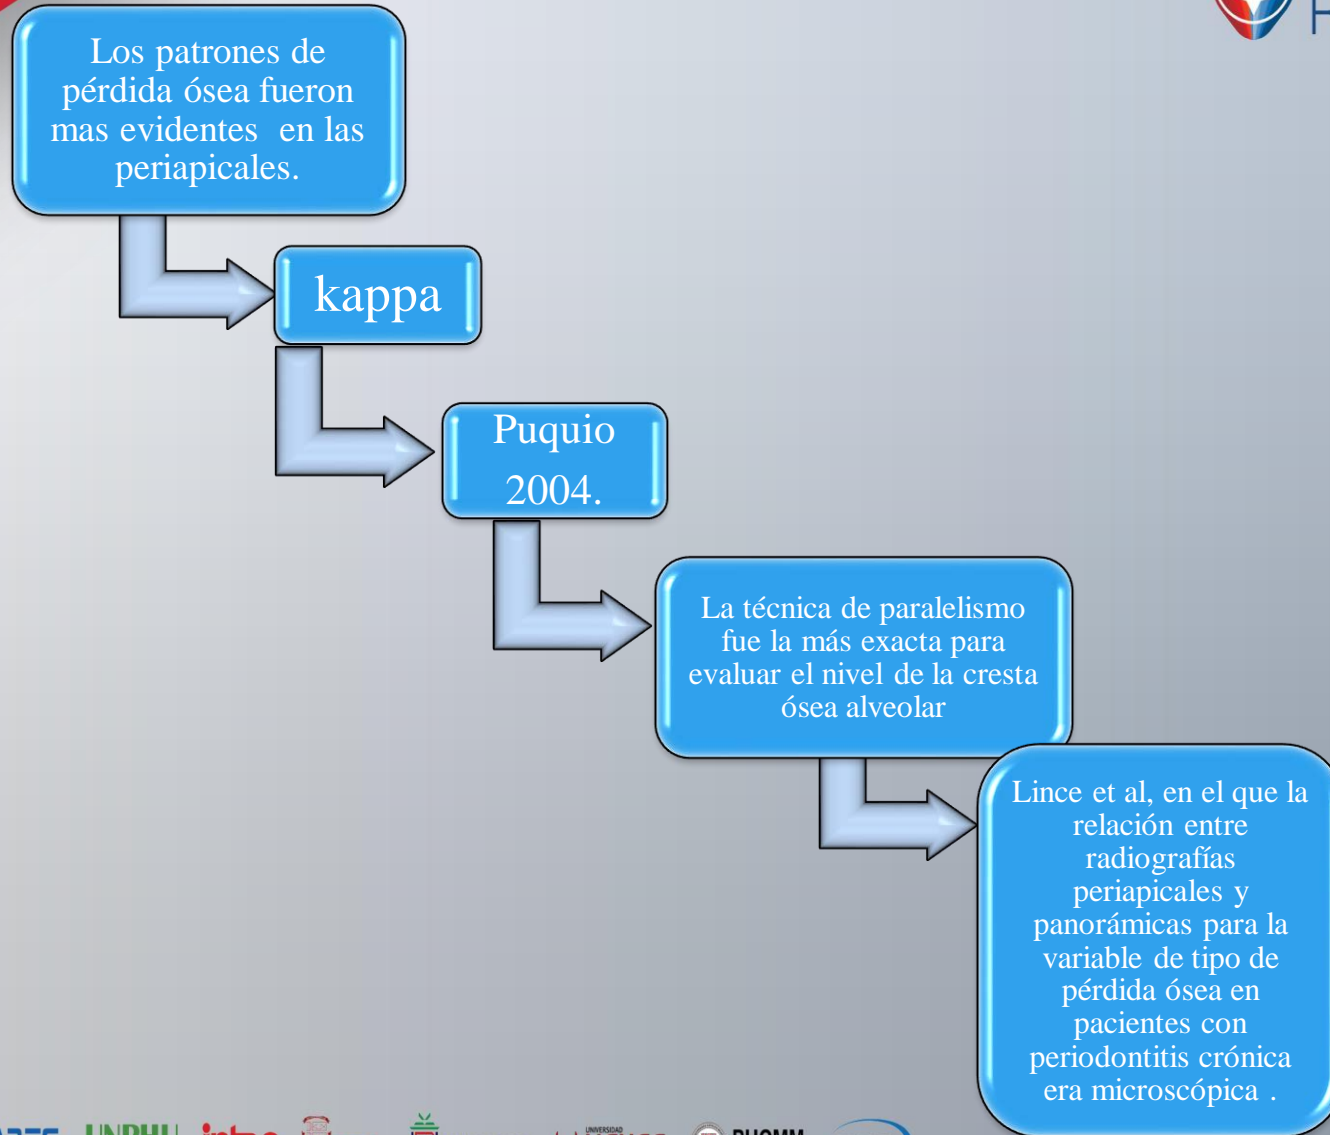 Los patrones de
pérdida ósea fueron
mas evidentes en las
periapicales.
kappa
Puquio
2004.
La técnica de paralelismo
fue la más exacta para
evaluar el nivel de la cresta
ósea alveolar
Lince et al, en el que la
relación entre
radiografías
periapicales y
panorámicas para la
variable de tipo de
pérdida ósea en
pacientes con
periodontitis crónica
era microscópica .
UNIVERSIDAD